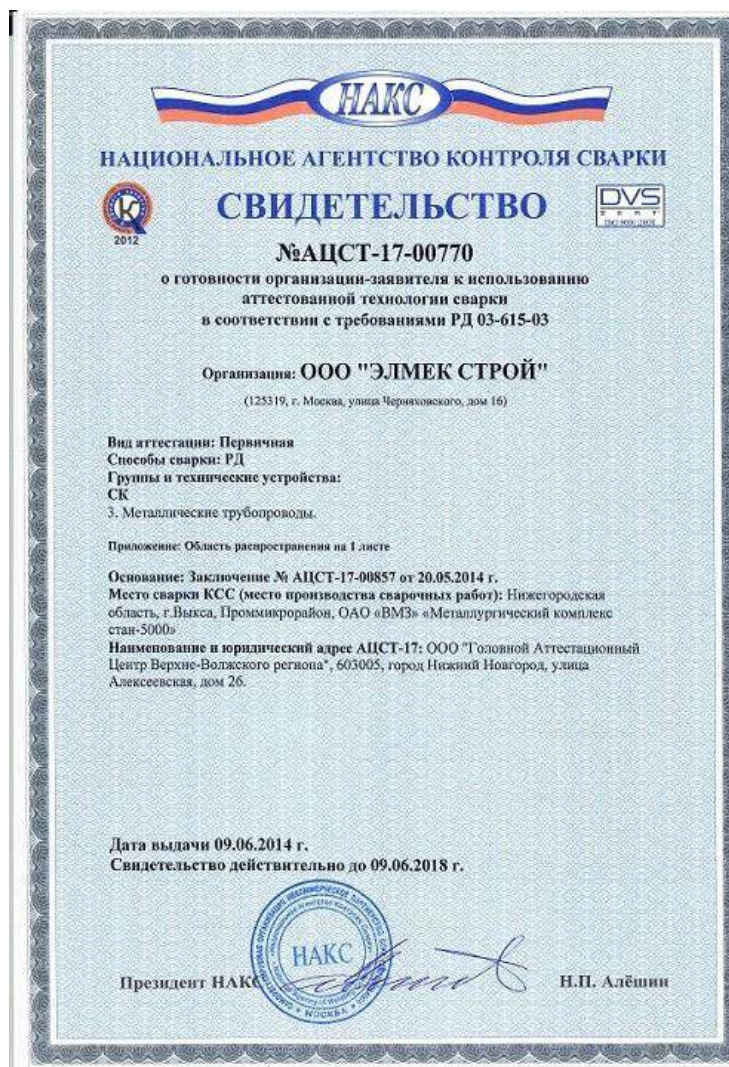 НАКС
НАЦИОНАЛЬНОЕ АГЕНТСТВО КОНТРОЛЯ СВАРКИ
СВИДЕТЕЛЬСТВО
2012
DVS
ZERT
№АЦСТ-17-00770
о готовности организации-заявителя к использованию
аттестованной технологии сварки
в соответствии с требованиями РД 03-615-03
Организация: ООО "ЭЛМЕК СТРОЙ"
(125319, г. Москва, улица Черняховского, дом 16)
Вид аттестации: Первичная
Способы сварки: РД
Группы и технические устройства:
СК
3. Металлические трубопроводы.
Приложение: Область распространения на 1 листе
Основание: Заключение № АЦСТ-17-00857 от 20.05.2014 г.
Место сварки КСС (место производства сварочных работ): Нижегородская
область, г.Выкса, Проммикрорайон, ОАО «ВМЗ» «Металлургический комплекс
стан-5000»
Наименование и юридический адрес АЦСТ-17: ООО "Головной Аттестационный
Центр Верхне-Волжского региона", 603005, город Нижний Новгород, улица
Алексеевская, дом 26.
Дата выдачи 09.06.2014 г.
Свидетельство действительно до 09.06.2018 г.
НАКС
МОСКВА
Президент НАКС
Н.П. Алёшин